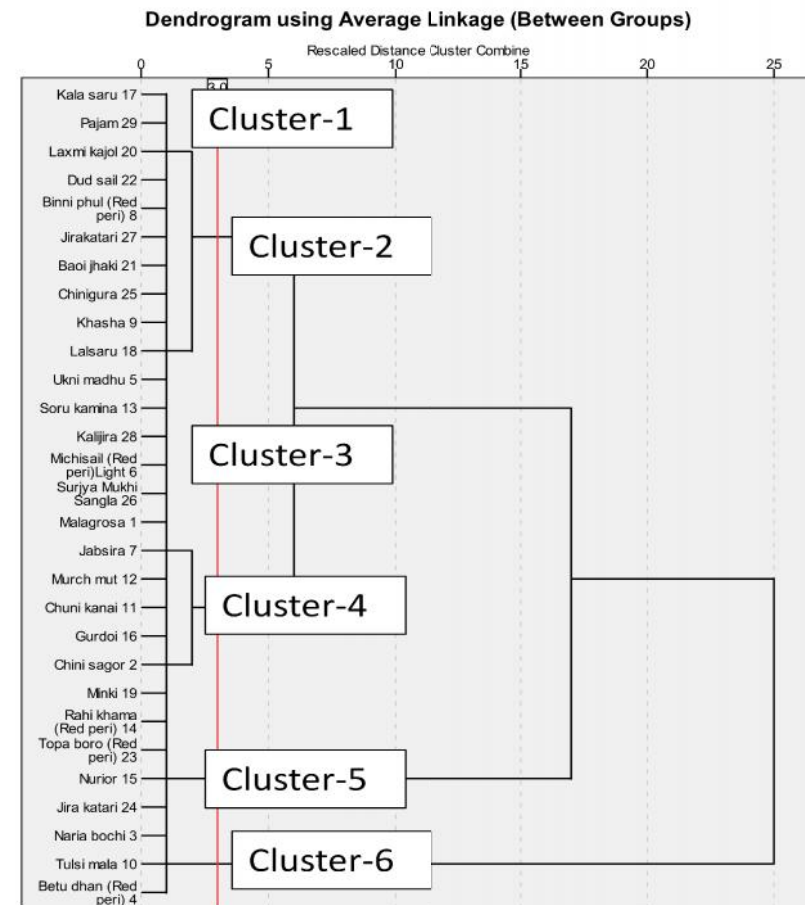 Dendrogram using Average Linkage (Between Groups)
Rescaled Distance Cluster Combine
0 5 10 15 20 25
3.0
Kala saru 17
Cluster-1
Pajam 29
Laxmi kajol 20
Dud sail 22
Binni phul (Red
peri) 8
Jirakatari 27
Cluster-2
Baoi jhaki 21
Chinigura 25
Khasha 9
Lalsaru 18
Ukni madhu 5
Soru kamina 13
Kalijira 28
Cluster-3
Michisail (Red
peri)Light 6
Surjya Mukhi
Sangla 26
Malagrosa 1
Jabsira 7
Murch mut 12
Chuni kanai 11
Cluster-4
Gurdoi 16
Chini sagor 2
Minki 19
Rahi khama
(Red peri) 14
Topa boro (Red
peri) 23
Nurior 15
Cluster-5
Jira katari 24
Naria bochi 3
Tulsi mala 10
Cluster-6
Betu dhan (Red
peri) 4